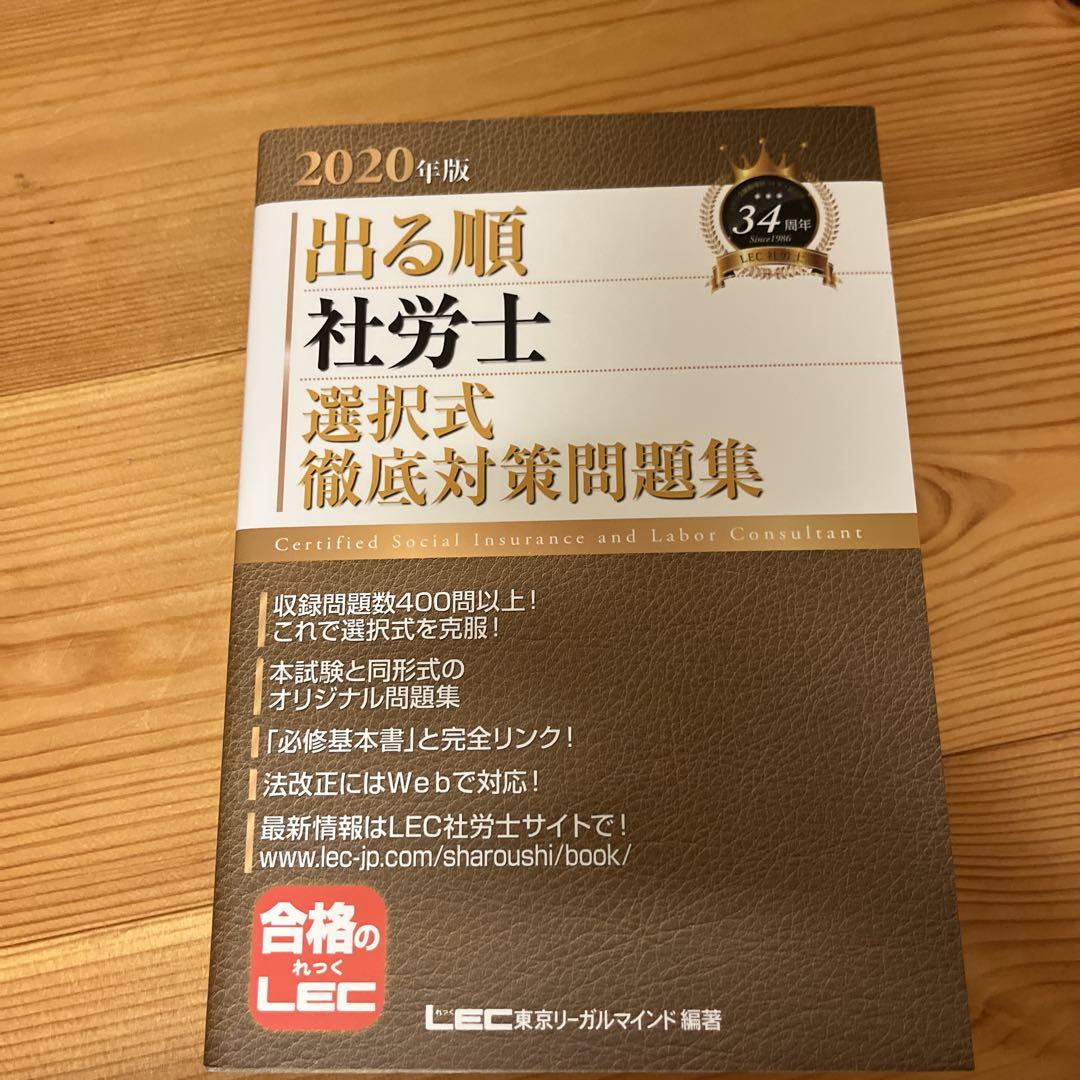 2020年版
34周年
Since1986
LEC 社労士
出る順
社労士
選択式
徹底対策問題集
Certified Social Insurance and Labor Consultant
収録問題数400問以上!
これで選択式を克服!
本試験と同形式の
オリジナル問題集
「必修基本書」と完全リンク!
法改正にはWebで対応!
最新情報はLEC社労士サイトで!
www.lec-jp.com/sharoushi/book/
合格の
れっく
LEC
れっく
LEC東京リーガルマインド 編著